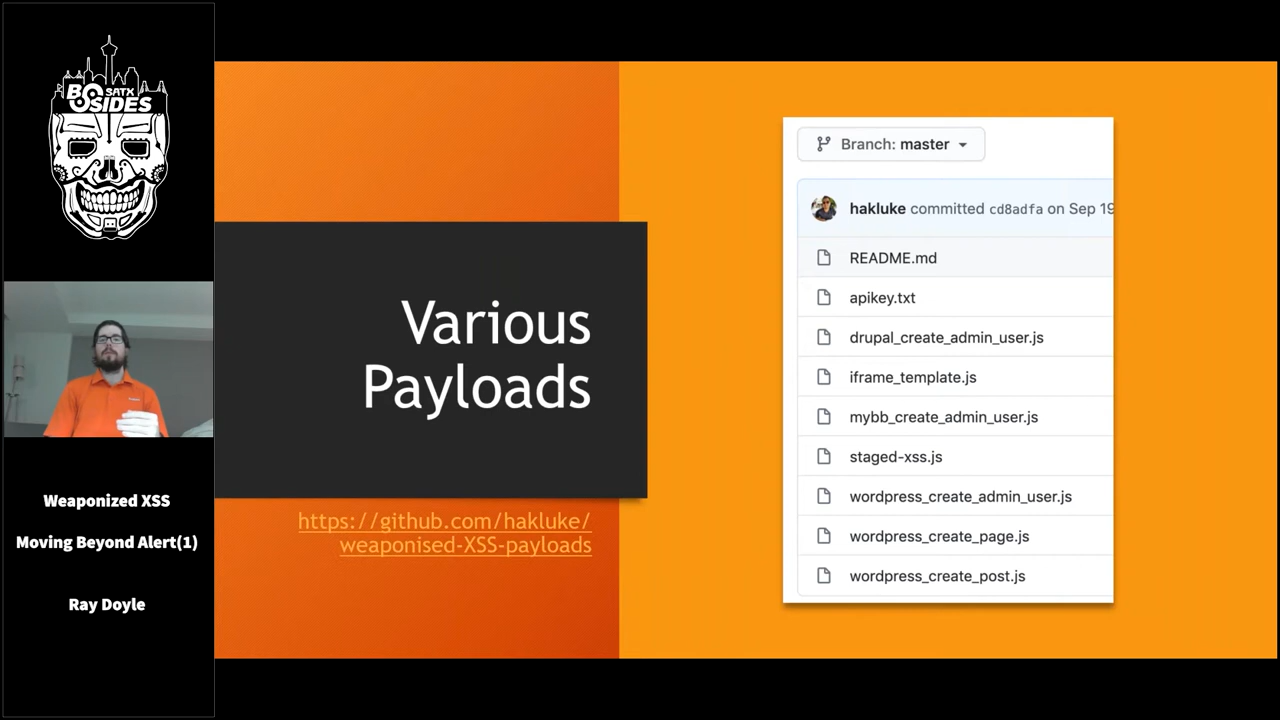 BSIDES
SATX
Weaponized XSS
Moving Beyond Alert(1)
Ray Doyle
Various
Payloads
https://github.com/hakluke/
weaponised-XSS-payloads
Branch: master
hakluke committed cd8adfa on Sep 19
README.md
apikey.txt
drupal_create_admin_user.js
iframe_template.js
mybb_create_admin_user.js
staged-xss.js
wordpress_create_admin_user.js
wordpress_create_page.js
wordpress_create_post.js